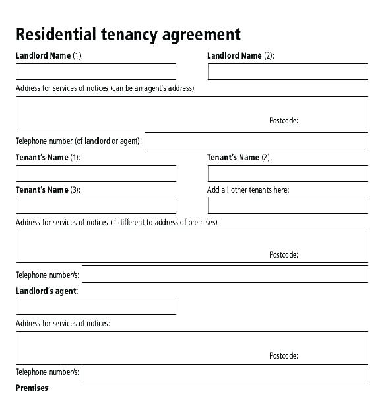 Residential tenancy agreement
Landlord Name (1)
Landlord Name (2):
Address for services of notices (can be an agent's address)
Postcode:
Telephone number (of landlord or agent)
Tenant's Name (1):
Tenant's Name (2)
Tenant's Name (3):
Add all other tenants here:
Address for services of notices (if different to address of premises)
Postcode:
Telephone number/s:
Landlord's agent:
Address for services of notices:
Postcode:
Telephone number/s:
Premises